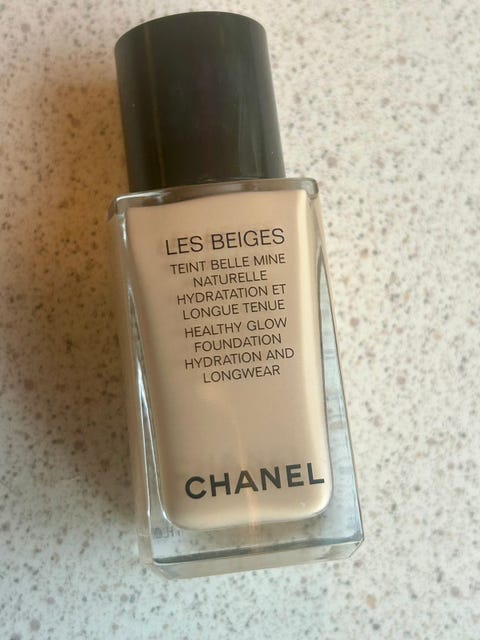 LES BEIGES
TEINT BELLE MINE
NATURELLE
HYDRATATION ET
LONGUE TENUE
HEALTHY GLOW
FOUNDATION
HYDRATION AND
LONGWEAR
CHANEL